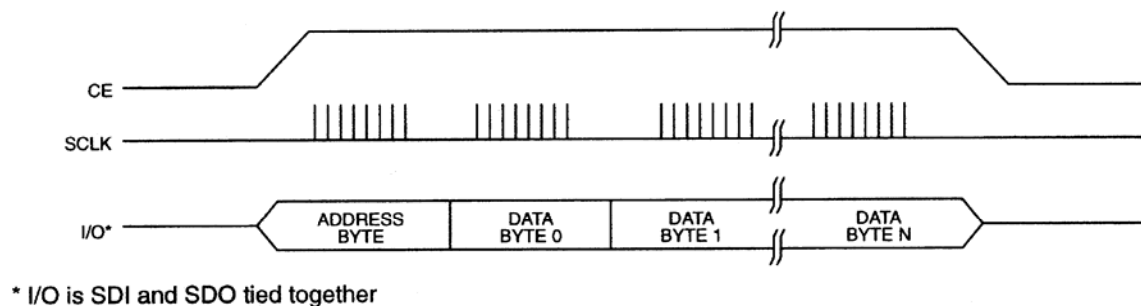 CE
SCLK
I/O*
ADDRESS
BYTE
DATA
BYTE 0
DATA
BYTE 1
DATA
BYTE N
* I/O is SDI and SDO tied together